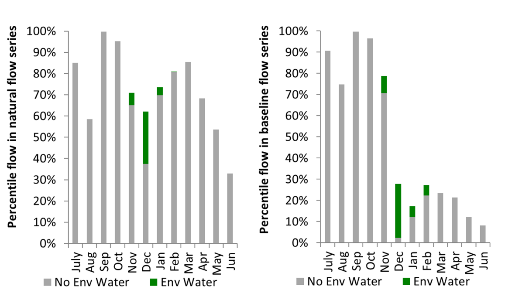 Percentile flow in natural flow series
100%
90%
80%
70%
60%
50%
40%
30%
20%
10%
0%
July
Aug
Sep
Oct
Nov
Dec
Jan
Feb
Mar
Apr
May
Jun
No Env Water
Env Water
Percentile flow in baseline flow series
100%
90%
80%
70%
60%
50%
40%
30%
20%
10%
0%
July
Aug
Sep
Oct
Nov
Dec
Jan
Feb
Mar
Apr
May
Jun
No Env Water
Env Water